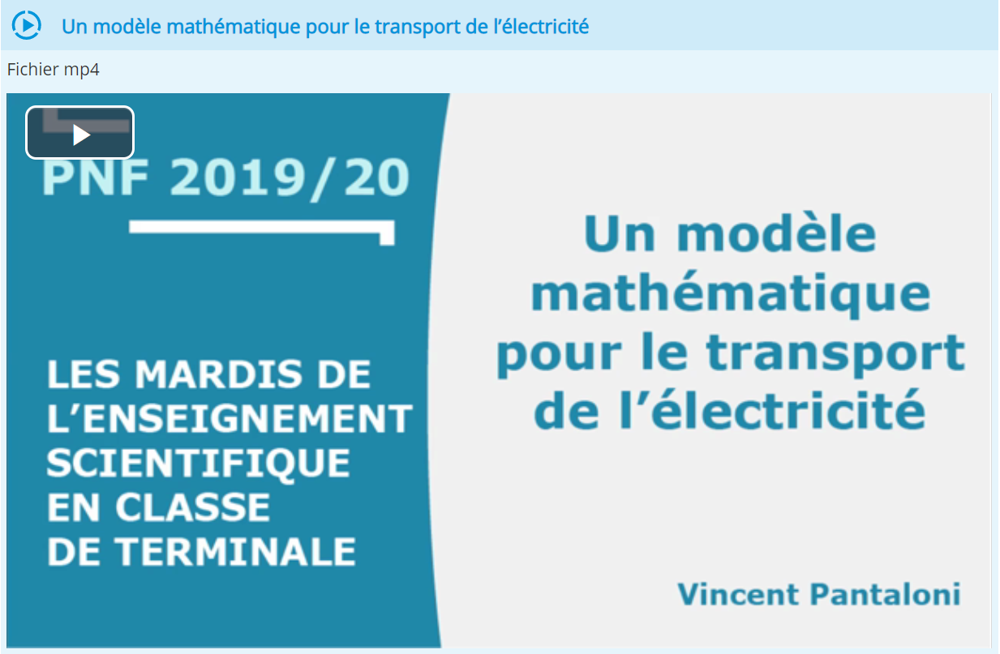 Un modèle mathématique pour le transport de l’électricité
Fichier mp4
PNF 2019/20
LES MARDIS DE
L’ENSEIGNEMENT
SCIENTIFIQUE
EN CLASSE
DE TERMINALE
Un modèle
mathématique
pour le transport
de l’électricité
Vincent Pantaloni